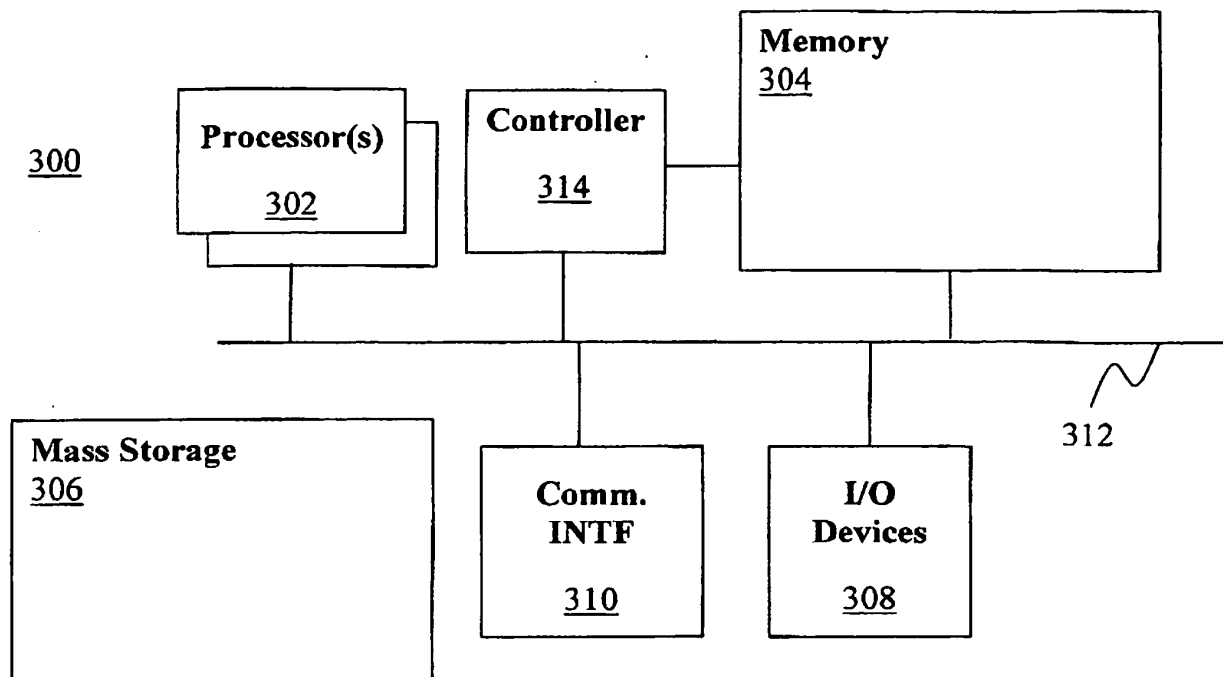 Memory
304
Processor(s)
302
Controller
314
300
312
Mass Storage
306
Comm.
INTF
310
I/O
Devices
308